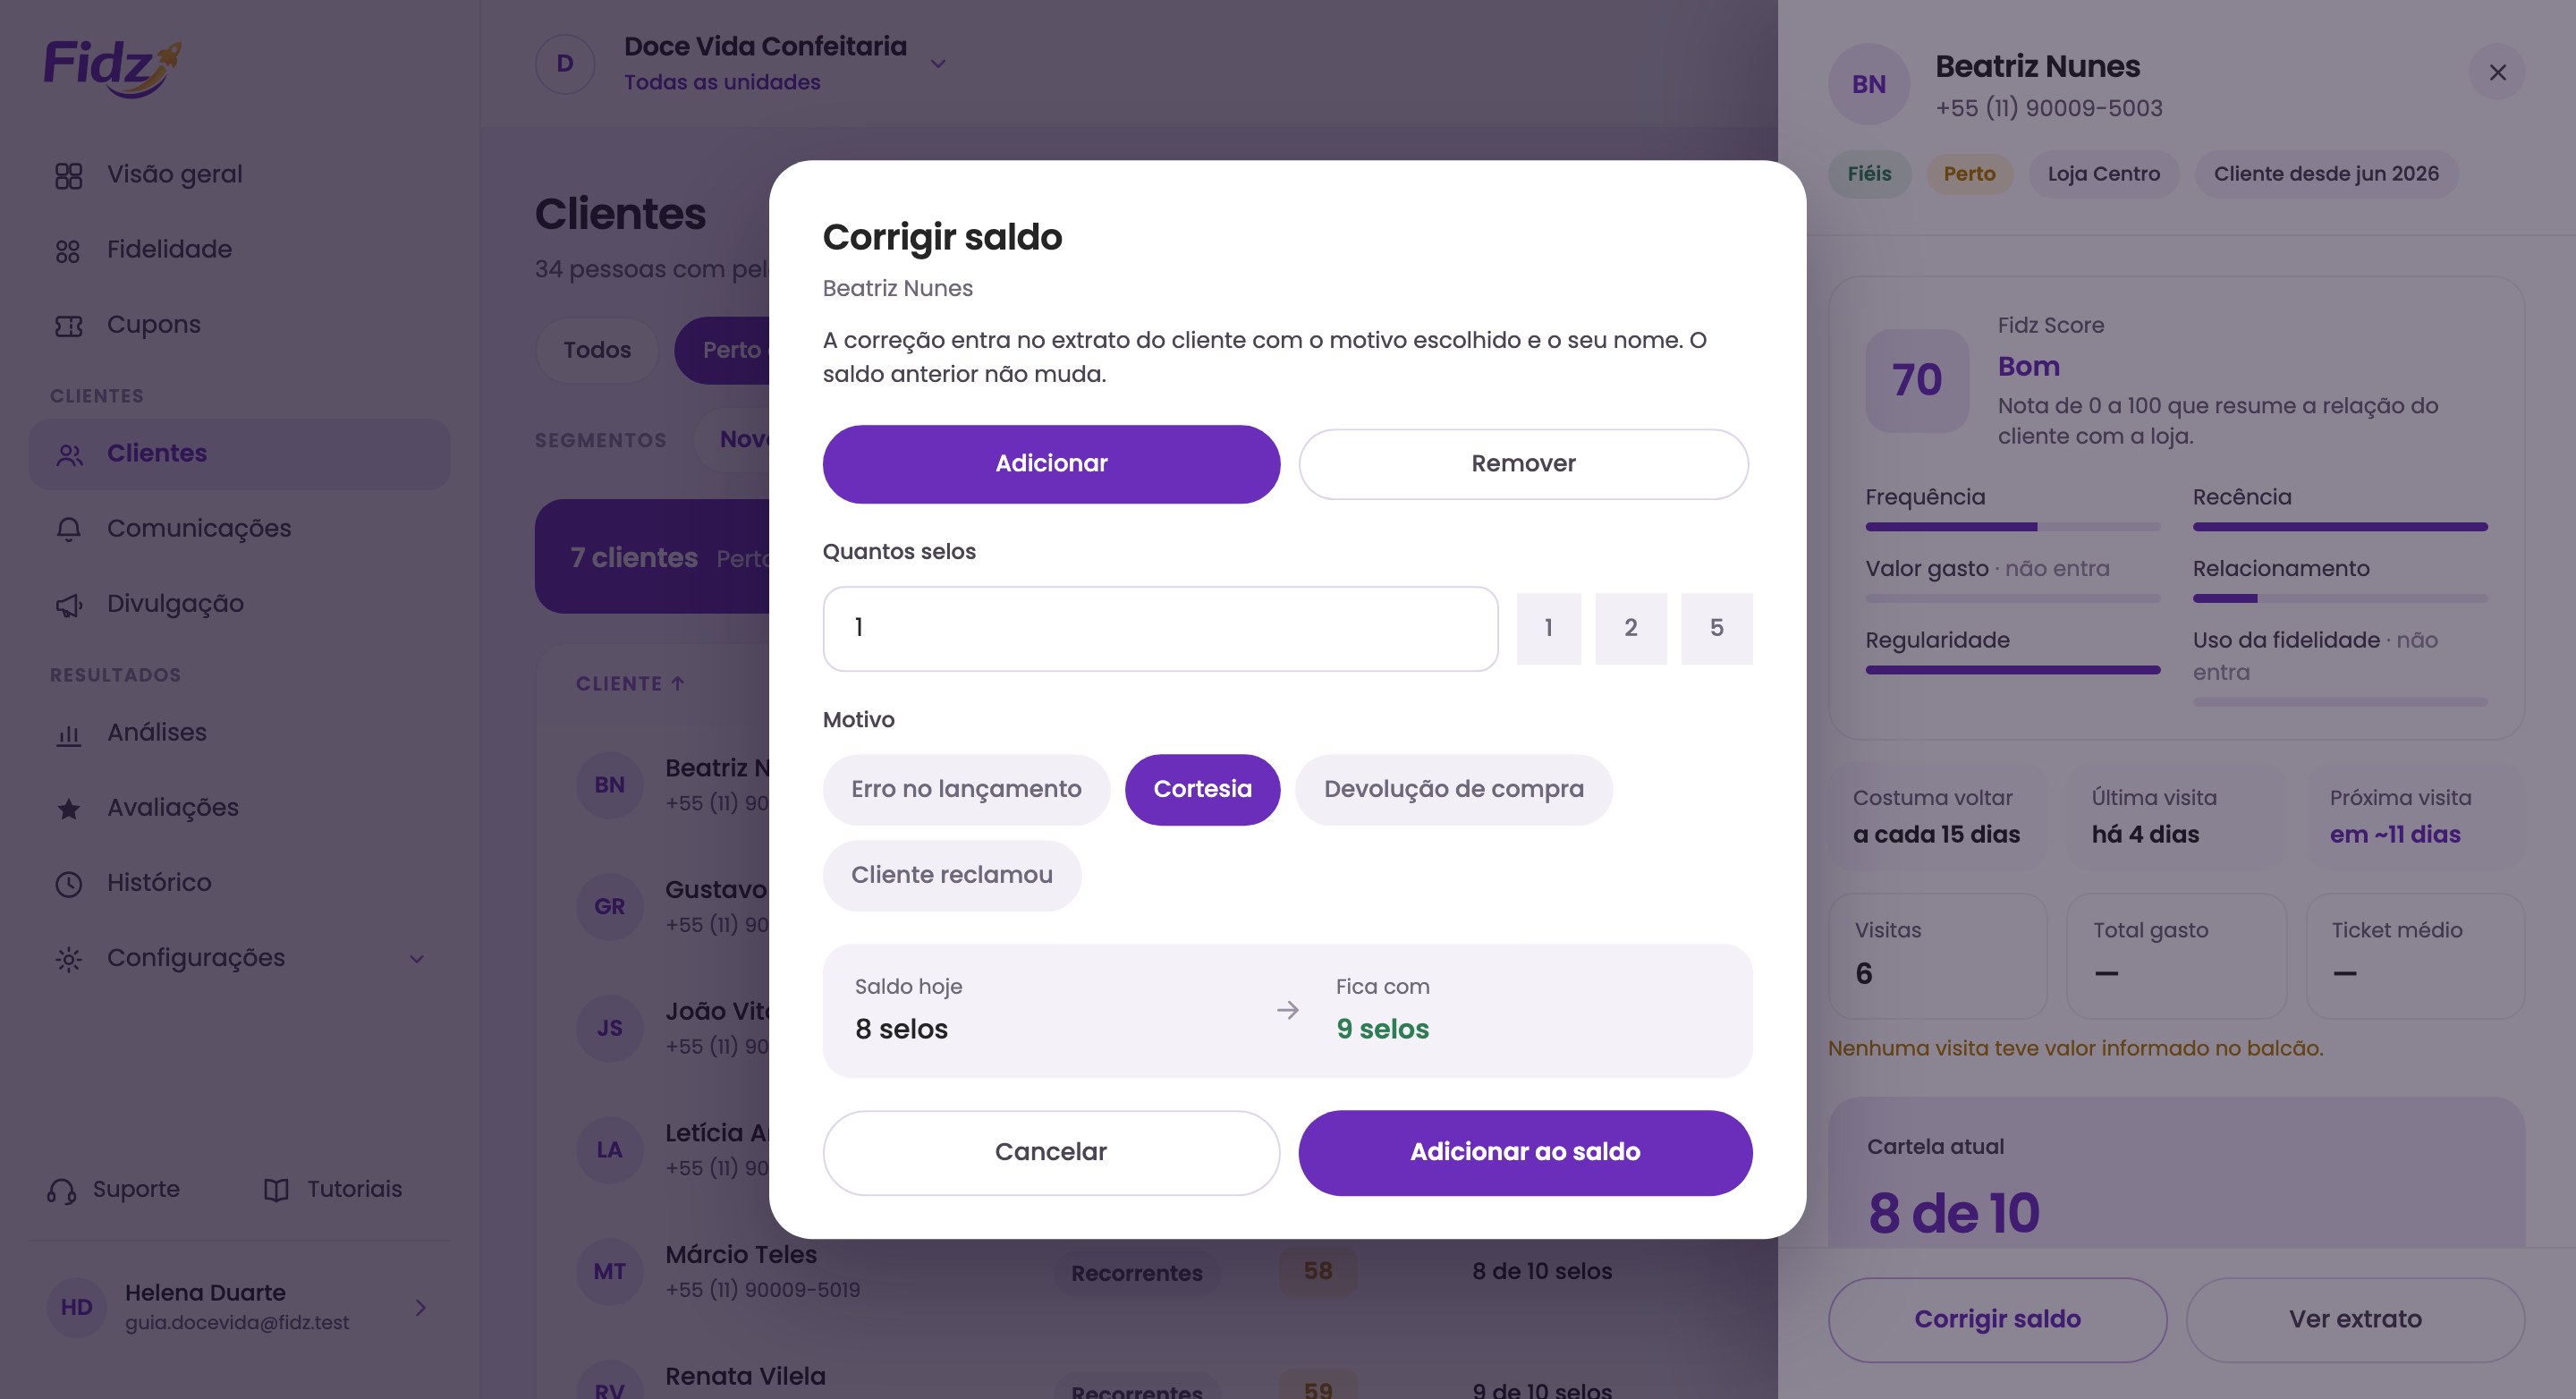 Fidz
Visão geral
Fidelidade
Cupons
CLIENTES
Clientes
Comunicações
Divulgação
RESULTADOS
Análises
Avaliações
Histórico
Configurações
Suporte
Tutoriais
HD
Helena Duarte
guia.docevida@fidz.test
D
Doce Vida Confeitaria
Todas as unidades
Clientes
34 pessoas com
Todos
Perto
SEGMENTOS
7 clientes
CLIENTE ↑
BN
Beatriz N
+55 (11) 90
GR
Gustavo
+55 (11) 90
JS
João
+55 (11) 90
LA
Letícia
+55 (11) 90
MT
Márcio Teles
+55 (11) 90009-5019
Recorrentes
58
8 de 10 selos
RV
Renata Vilela
Recorrentes
59
9 de 10 selos
Corrigir saldo
Beatriz Nunes
A correção entra no extrato do cliente com o motivo escolhido e o seu nome. O
saldo anterior não muda.
Adicionar
Remover
Quantos selos
1
1
2
5
Motivo
Erro no lançamento
Cortesia
Devolução de compra
Cliente reclamou
Saldo hoje
8 selos
→
Fica com
9 selos
Cancelar
Adicionar ao saldo
BN
Beatriz Nunes
+55 (11) 90009-5003
Fiéis
Perto
Loja Centro
Cliente desde jun 2026
70
Fidz Score
Bom
Nota de 0 a 100 que resume a relação do
cliente com a loja.
Frequência
Recência
Valor gasto · não entra
Relacionamento
Regularidade
Uso da fidelidade · não
entra
Costuma voltar
a cada 15 dias
Última visita
há 4 dias
Próxima visita
em ~11 dias
Visitas
6
Total gasto
—
Ticket médio
—
Nenhuma visita teve valor informado no balcão.
Cartela atual
8 de 10
Corrigir saldo
Ver extrato